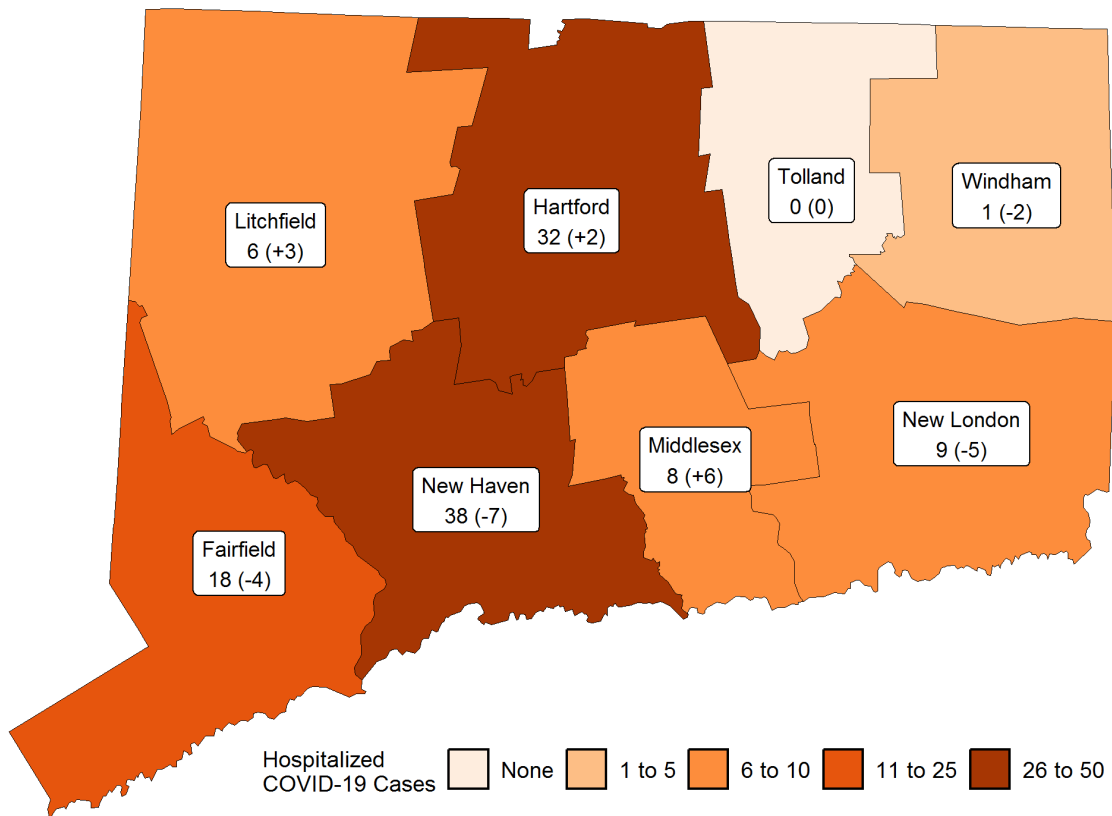 Tolland
0 (0)
Windham
1 (-2)
Litchfield
6 (+3)
Hartford
32 (+2)
New London
9 (-5)
Middlesex
8 (+6)
New Haven
38 (-7)
Fairfield
18 (-4)
Hospitalized
COVID-19 Cases
None
1 to 5
6 to 10
11 to 25
26 to 50